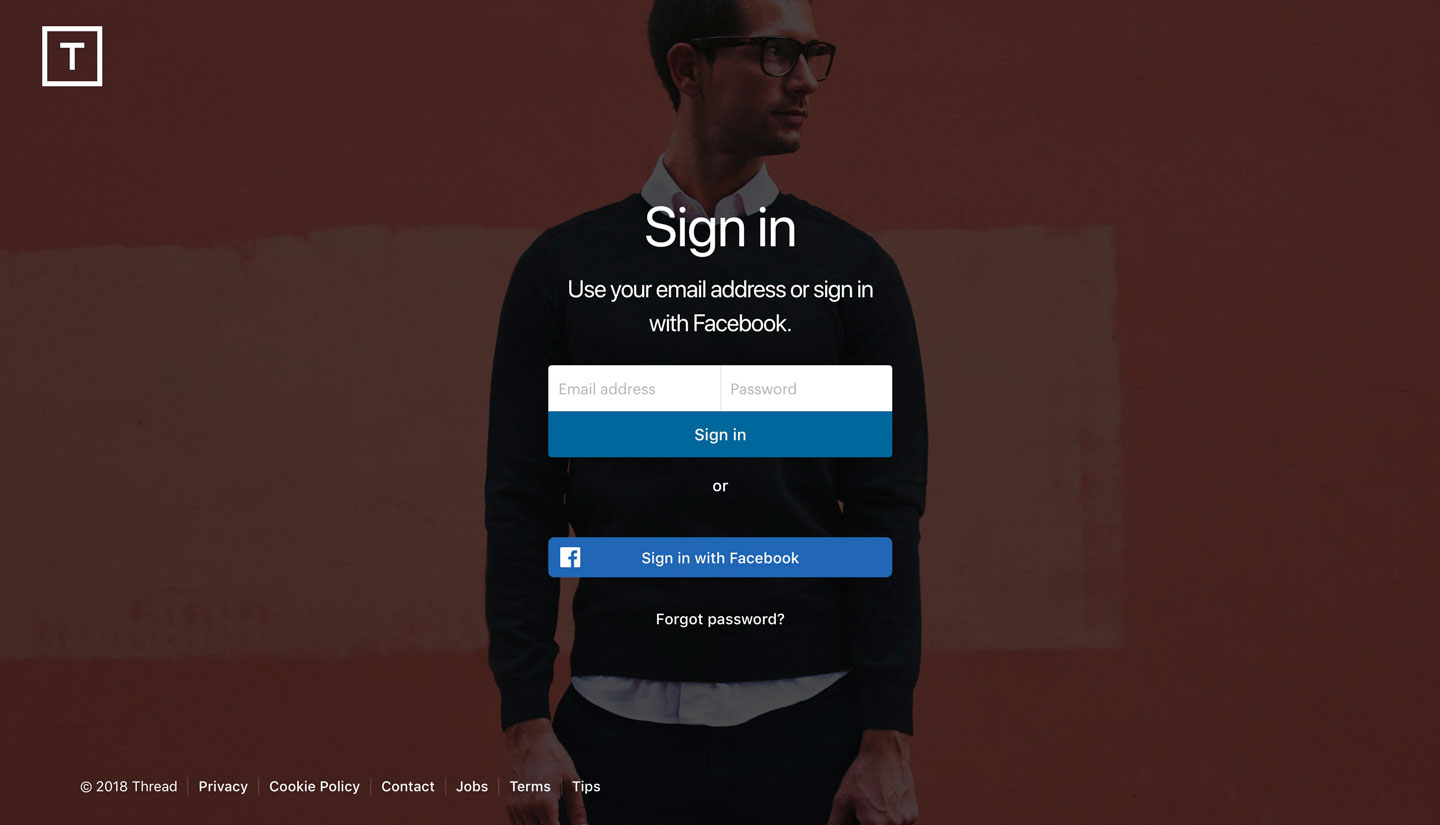 T
Sign in
Use your email address or sign in
with Facebook.
Email address Password
Sign in
or
Sign in with Facebook
Forgot password?
© 2018 Thread Privacy Cookie Policy Contact Jobs Terms Tips